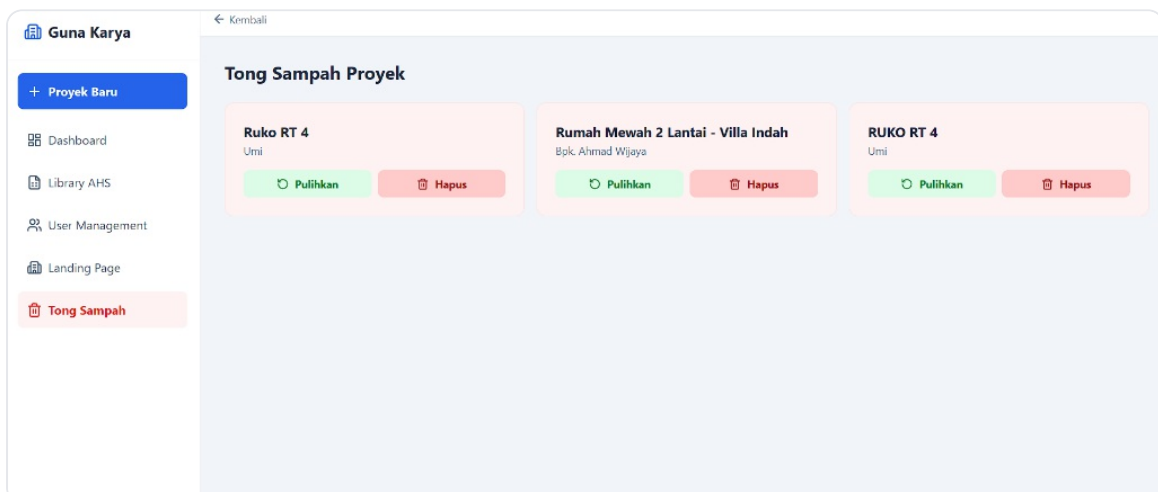 Guna Karya
Kembali
+ Proyek Baru
Dashboard
Library AHS
User Management
Landing Page
Tong Sampah
Tong Sampah Proyek
Ruko RT 4
Umi
Pulihkan
Hapus
Rumah Mewah 2 Lantai - Villa Indah
Bpk. Ahmad Wijaya
Pulihkan
Hapus
RUKO RT 4
Umi
Pulihkan
Hapus